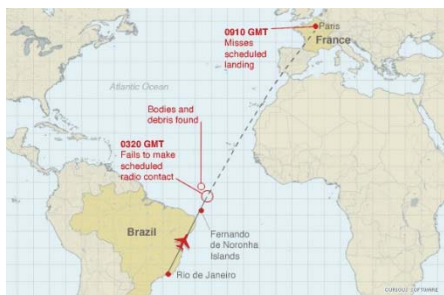 0910 GMT
Misses
scheduled
landing
Paris
France
Atlantic Ocean
Bodies and
debris found
0320 GMT
Fails to make
scheduled
radio contact
Brazil
Fernando
de Noronha
Islands
Rio de Janeiro